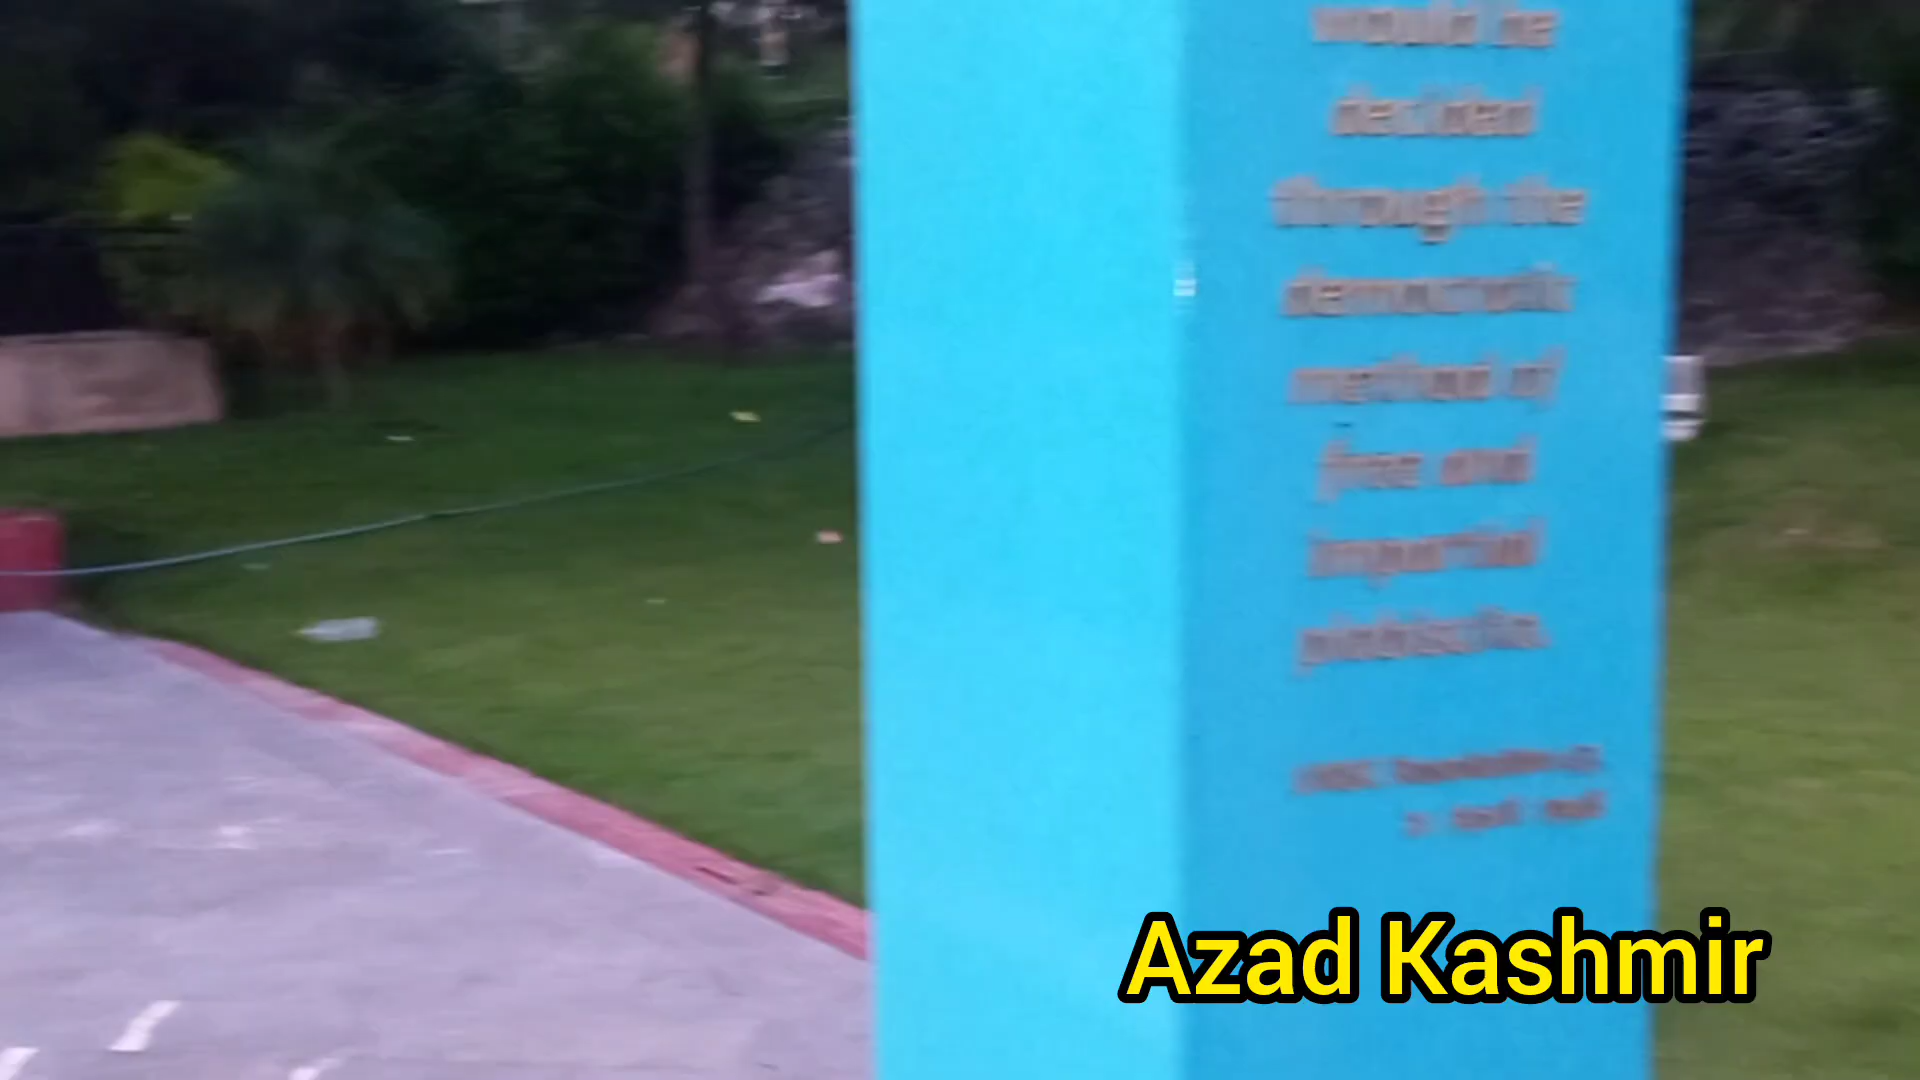 would be
decided
through the
democratic
method of
free and
impartial
plebiscite.
Azad Kashmir